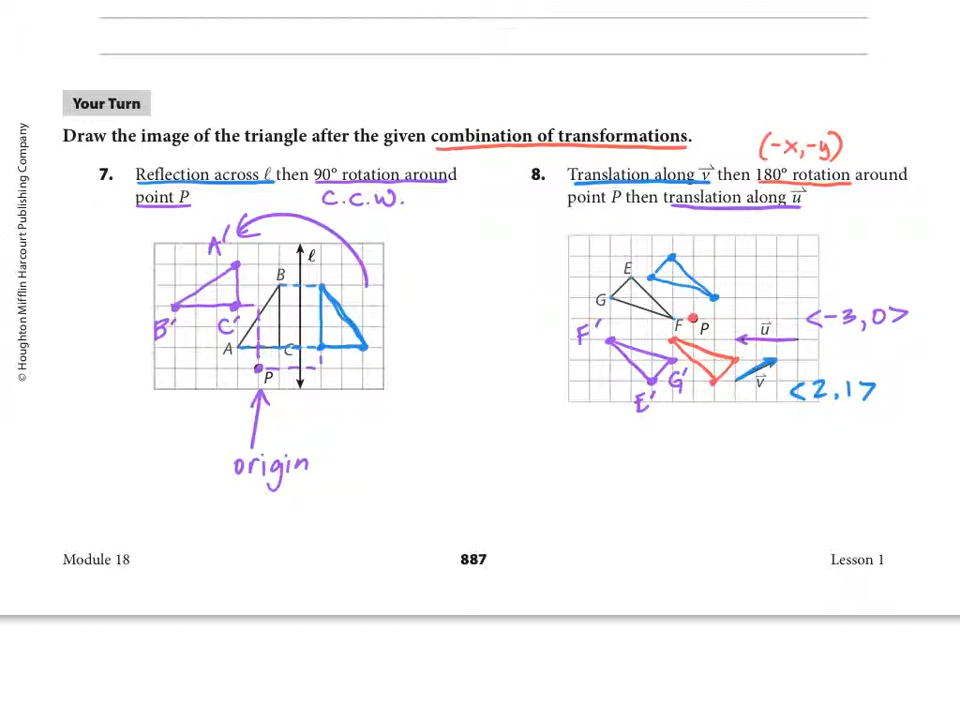 Your Turn
Draw the image of the triangle after the given combination of transformations.
(-x,-y)
7. Reflection across ℓ then 90° rotation around
point P
C.C.W.
8. Translation along v⃗ then 180° rotation around
point P then translation along u⃗
A'
B
ℓ
B'
C'
A
C
P
origin
E
G
F
P
F'
u⃗
<-3,0>
G'
E'
v⃗
<2,1>
© Houghton Mifflin Harcourt Publishing Company
Module 18
887
Lesson 1